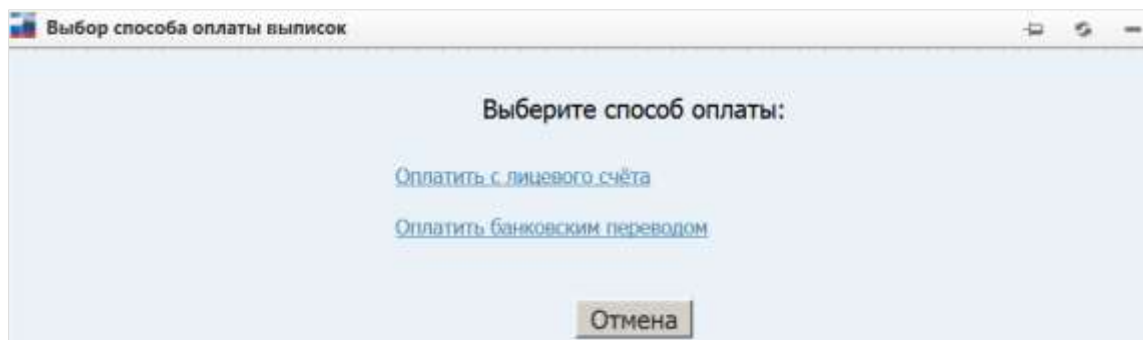 Выбор способа оплаты выписок
Выберите способ оплаты:
Оплатить с лицевого счёта
Оплатить банковским переводом
Отмена